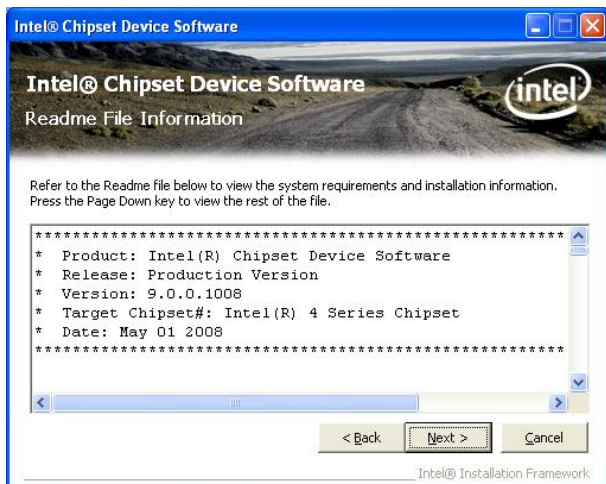 Intel® Chipset Device Software
Intel® Chipset Device Software
intel
Readme File Information
Refer to the Readme file below to view the system requirements and installation information.
Press the Page Down key to view the rest of the file.
*********************************************************
* Product: Intel(R) Chipset Device Software
* Release: Production Version
* Version: 9.0.0.1008
* Target Chipset#: Intel(R) 4 Series Chipset
* Date: May 01 2008
*********************************************************
< Back Next > Cancel
Intel® Installation Framework